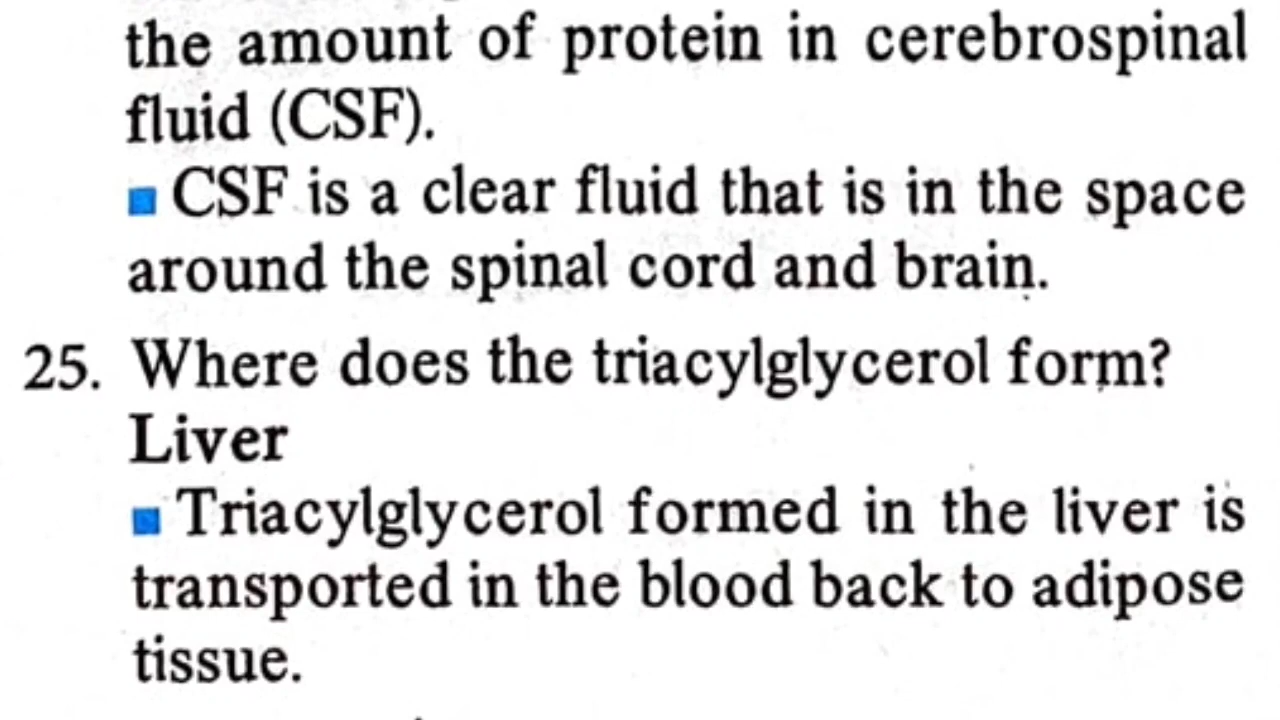 the amount of protein in cerebrospinal
fluid (CSF).
■ CSF is a clear fluid that is in the space
around the spinal cord and brain.
25. Where does the triacylglycerol form?
Liver
■ Triacylglycerol formed in the liver is
transported in the blood back to adipose
tissue.